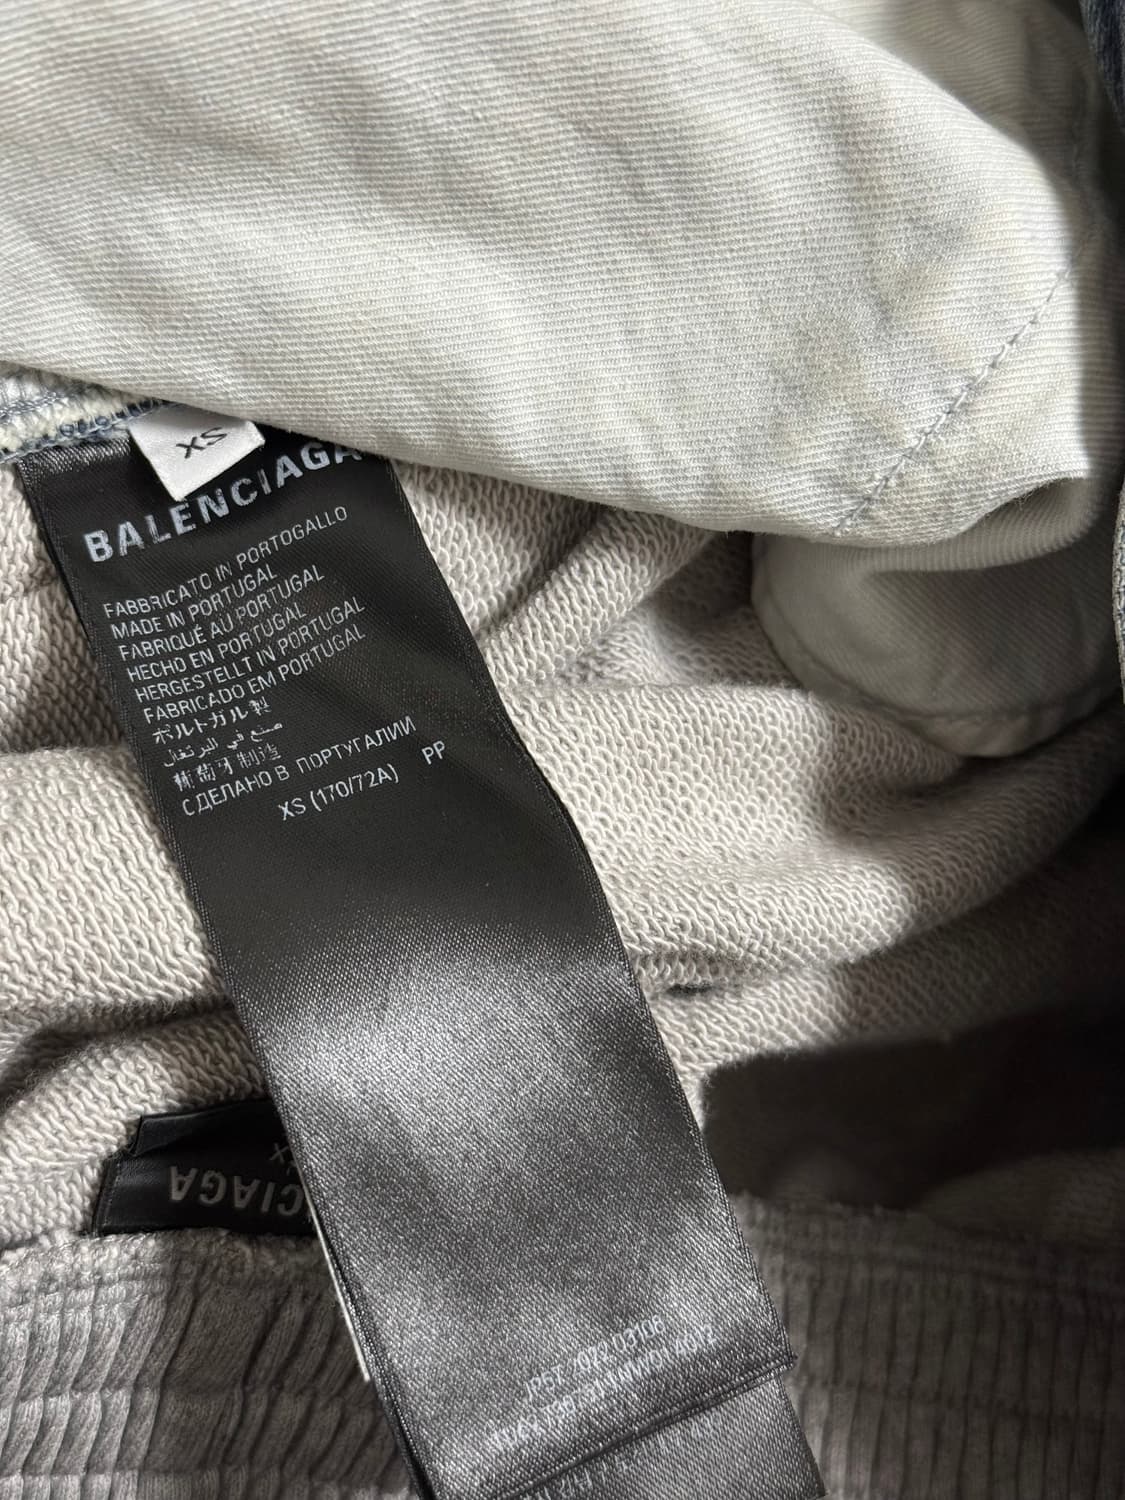 XS
BALENCIAGA
FABBRICATO IN PORTOGALLO
MADE IN PORTUGAL
FABRIQUÉ AU PORTUGAL
HECHO EN PORTUGAL
HERGESTELLT IN PORTUGAL
FABRICADO EM PORTUGAL
ポルトガル製
صنع في البرتغال
葡萄牙制造
СДЕЛАНО В ПОРТУГАЛИИ
XS (170/72A) PP
CIAGA